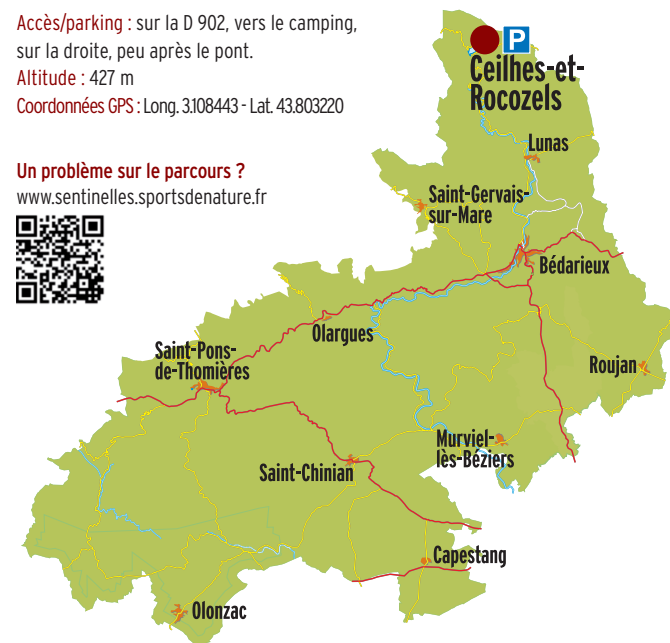 Accès/parking : sur la D 902, vers le camping,
sur la droite, peu après le pont.
Altitude : 427 m
Coordonnées GPS : Long. 3.108443 - Lat. 43.803220
Un problème sur le parcours ?
www.sentinelles.sportsdenature.fr
P
Ceilhes-et-
Rocozels
Lunas
Saint-Gervais-
sur-Mare
Bédarieux
Olargues
Saint-Pons-
de-Thomières
Roujan
Murviel-
lès-Béziers
Saint-Chinian
Capestang
Olonzac